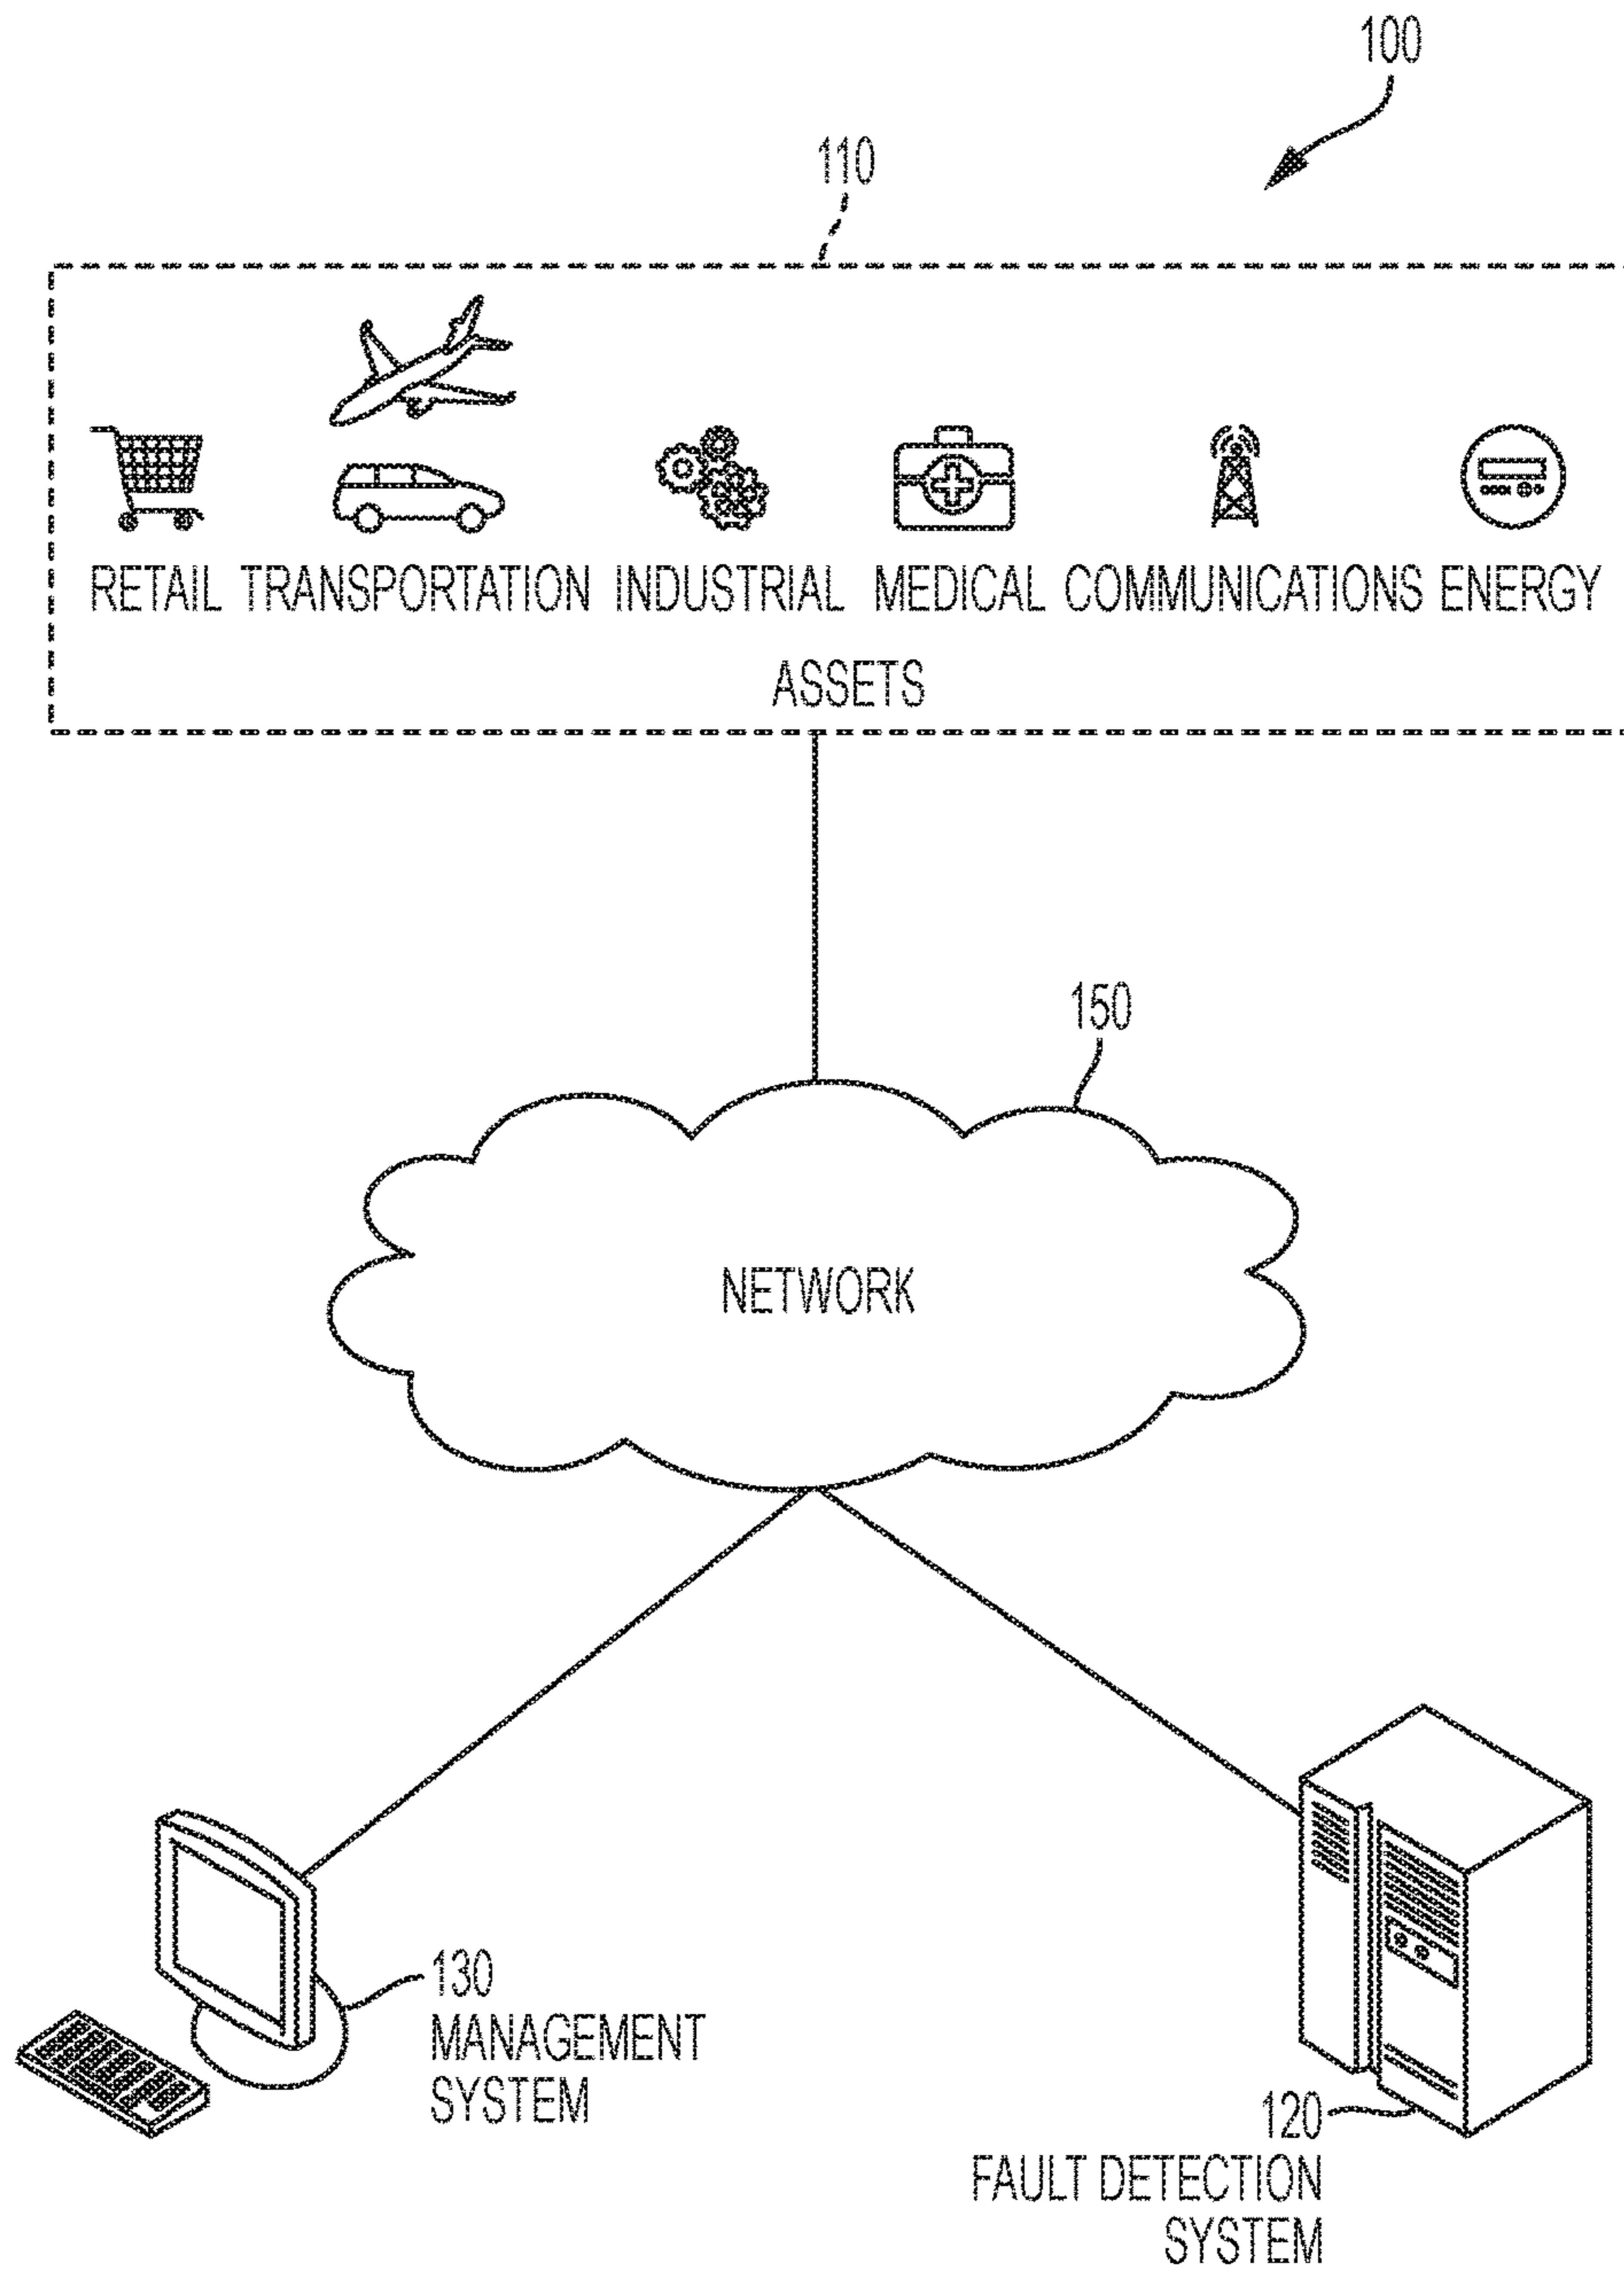 100
110
RETAIL TRANSPORTATION INDUSTRIAL MEDICAL COMMUNICATIONS ENERGY
ASSETS
150
NETWORK
130
MANAGEMENT
SYSTEM
120
FAULT DETECTION
SYSTEM